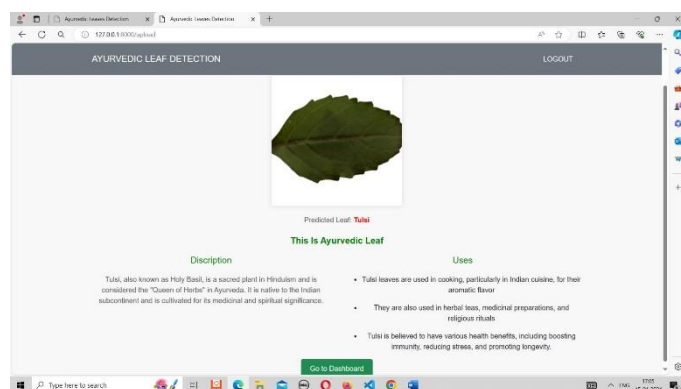 Ayurvedic Leaves Detection
Ayurvedic Leaves Detection
127.0.0.1:8000/upload
AYURVEDIC LEAF DETECTION
LOGOUT
Predicted Leaf: Tulsi
This Is Ayurvedic Leaf
Discription
Tulsi, also known as Holy Basil, is a sacred plant in Hinduism and is
considered the "Queen of Herbs" in Ayurveda. It is native to the Indian
subcontinent and is cultivated for its medicinal and spiritual significance.
Uses
• Tulsi leaves are used in cooking, particularly in Indian cuisine, for their
aromatic flavor
• They are also used in herbal teas, medicinal preparations, and
religious rituals
• Tulsi is believed to have various health benefits, including boosting
immunity, reducing stress, and promoting longevity.
Go to Dashboard
Type here to search
ENG
17:05